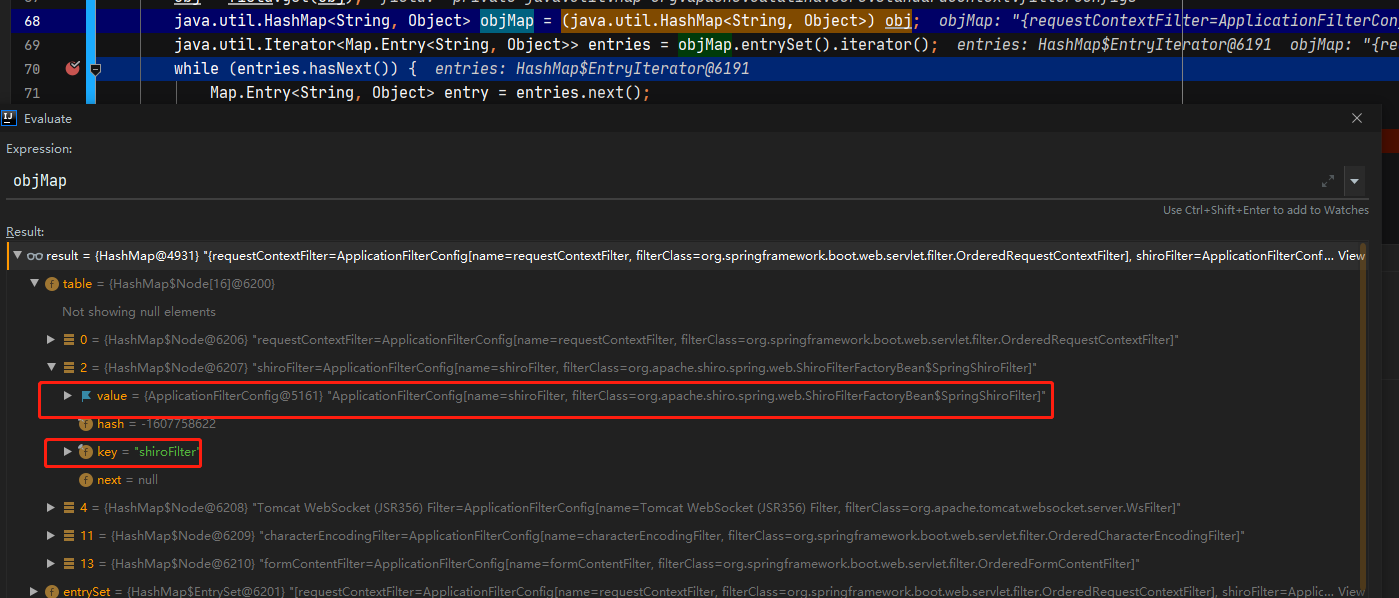 68 java.util.HashMap<String, Object> objMap = (java.util.HashMap<String, Object>) obj; objMap: "{requestContextFilter=ApplicationFilterCon
69 java.util.Iterator<Map.Entry<String, Object>> entries = objMap.entrySet().iterator(); entries: HashMap$EntryIterator@6191 objMap: "{re
70 while (entries.hasNext()) { entries: HashMap$EntryIterator@6191
71 Map.Entry<String, Object> entry = entries.next();
Evaluate
Expression:
objMap
Use Ctrl+Shift+Enter to add to Watches
Result:
result = {HashMap@4931} "{requestContextFilter=ApplicationFilterConfig[name=requestContextFilter, filterClass=org.springframework.boot.web.servlet.filter.OrderedRequestContextFilter], shiroFilter=ApplicationFilterConf... View
table = {HashMap$Node[16]@6200}
Not showing null elements
0 = {HashMap$Node@6206} "requestContextFilter=ApplicationFilterConfig[name=requestContextFilter, filterClass=org.springframework.boot.web.servlet.filter.OrderedRequestContextFilter]"
2 = {HashMap$Node@6207} "shiroFilter=ApplicationFilterConfig[name=shiroFilter, filterClass=org.apache.shiro.spring.web.ShiroFilterFactoryBean$SpringShiroFilter]"
value = {ApplicationFilterConfig@5161} "ApplicationFilterConfig[name=shiroFilter, filterClass=org.apache.shiro.spring.web.ShiroFilterFactoryBean$SpringShiroFilter]"
hash = -1607758622
key = "shiroFilter"
next = null
4 = {HashMap$Node@6208} "Tomcat WebSocket (JSR356) Filter=ApplicationFilterConfig[name=Tomcat WebSocket (JSR356) Filter, filterClass=org.apache.tomcat.websocket.server.WsFilter]"
11 = {HashMap$Node@6209} "characterEncodingFilter=ApplicationFilterConfig[name=characterEncodingFilter, filterClass=org.springframework.boot.web.servlet.filter.OrderedCharacterEncodingFilter]"
13 = {HashMap$Node@6210} "formContentFilter=ApplicationFilterConfig[name=formContentFilter, filterClass=org.springframework.boot.web.servlet.filter.OrderedFormContentFilter]"
entrySet = {HashMap$EntrySet@6201} "[requestContextFilter=ApplicationFilterConfig[name=requestContextFilter, filterClass=org.springframework.boot.web.servlet.filter.OrderedRequestContextFilter], shiroFilter=Applic... View